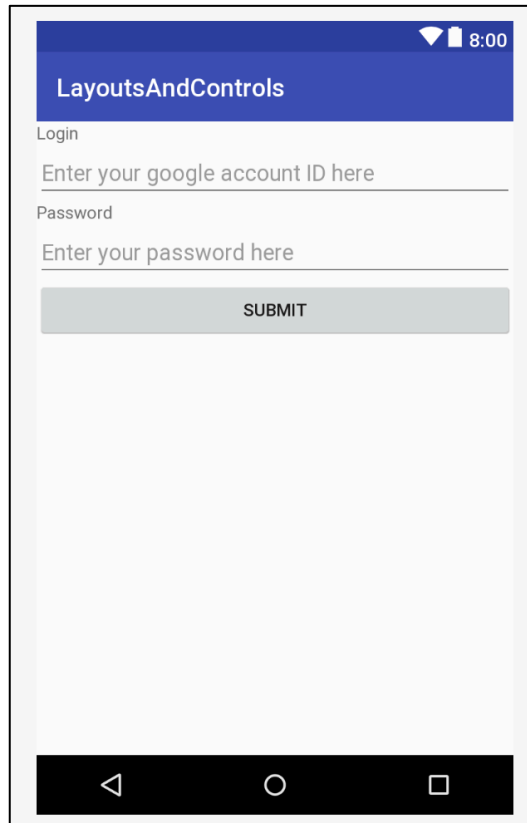 8:00
LayoutsAndControls
Login
Enter your google account ID here
Password
Enter your password here
SUBMIT